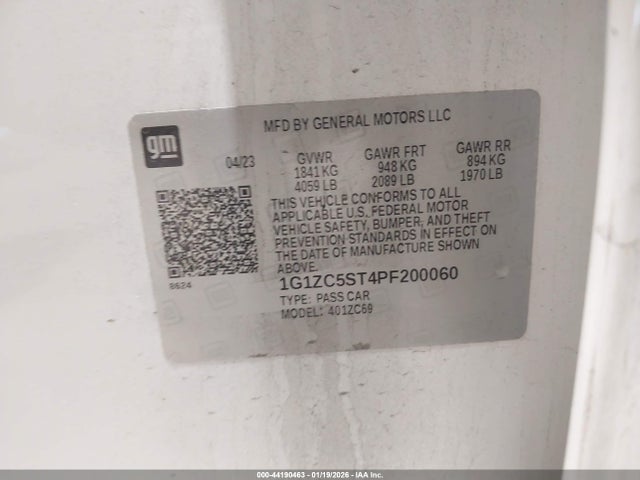 gm
MFD BY GENERAL MOTORS LLC
04/23
GVWR GAWR FRT GAWR RR
1841 KG 948 KG 894 KG
4059 LB 2089 LB 1970 LB
THIS VEHICLE CONFORMS TO ALL
APPLICABLE U.S. FEDERAL MOTOR
VEHICLE SAFETY, BUMPER, AND THEFT
PREVENTION STANDARDS IN EFFECT ON
THE DATE OF MANUFACTURE SHOWN
ABOVE.
8624
1G1ZC5ST4PF200060
TYPE: PASS CAR
MODEL: 401ZC69
000-44190463 - 01/19/2026 - IAA Inc.